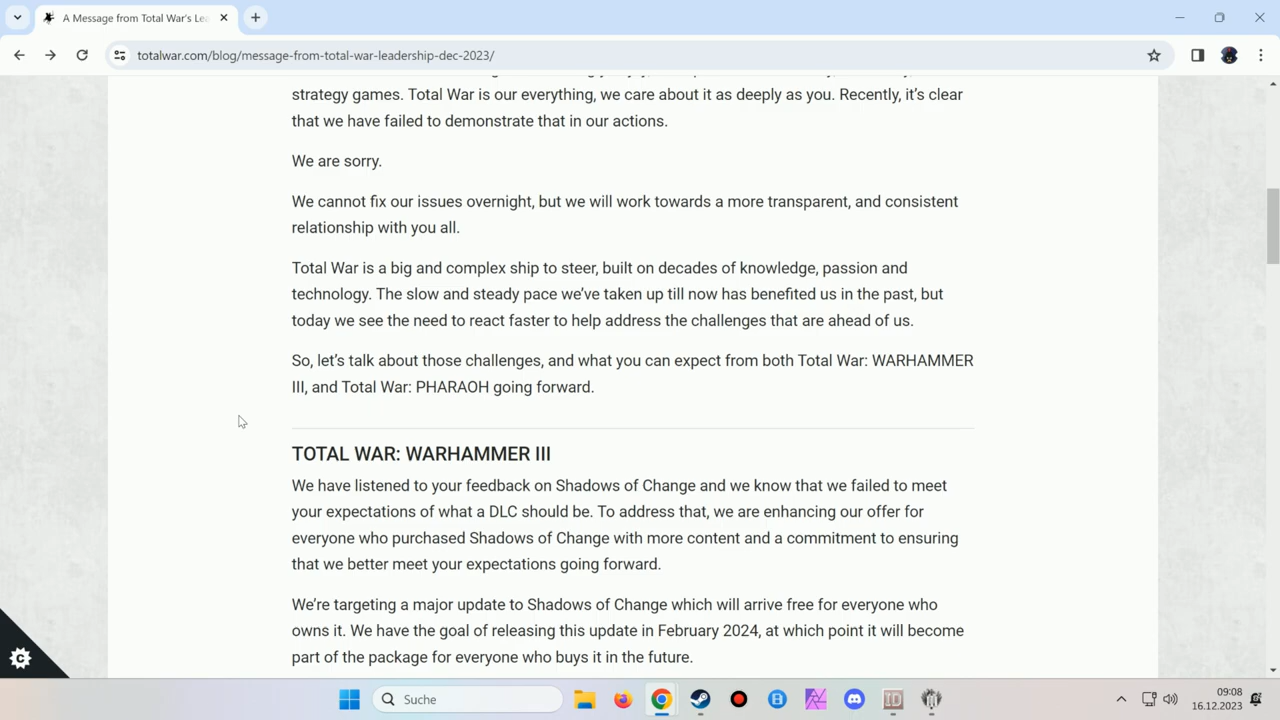 A Message from Total War's Le
totalwar.com/blog/message-from-total-war-leadership-dec-2023/
strategy games. Total War is our everything, we care about it as deeply as you. Recently, it's clear
that we have failed to demonstrate that in our actions.
We are sorry.
We cannot fix our issues overnight, but we will work towards a more transparent, and consistent
relationship with you all.
Total War is a big and complex ship to steer, built on decades of knowledge, passion and
technology. The slow and steady pace we've taken up till now has benefited us in the past, but
today we see the need to react faster to help address the challenges that are ahead of us.
So, let's talk about those challenges, and what you can expect from both Total War: WARHAMMER
III, and Total War: PHARAOH going forward.
TOTAL WAR: WARHAMMER III
We have listened to your feedback on Shadows of Change and we know that we failed to meet
your expectations of what a DLC should be. To address that, we are enhancing our offer for
everyone who purchased Shadows of Change with more content and a commitment to ensuring
that we better meet your expectations going forward.
We're targeting a major update to Shadows of Change which will arrive free for everyone who
owns it. We have the goal of releasing this update in February 2024, at which point it will become
part of the package for everyone who buys it in the future.
Suche
09:08
16.12.2023